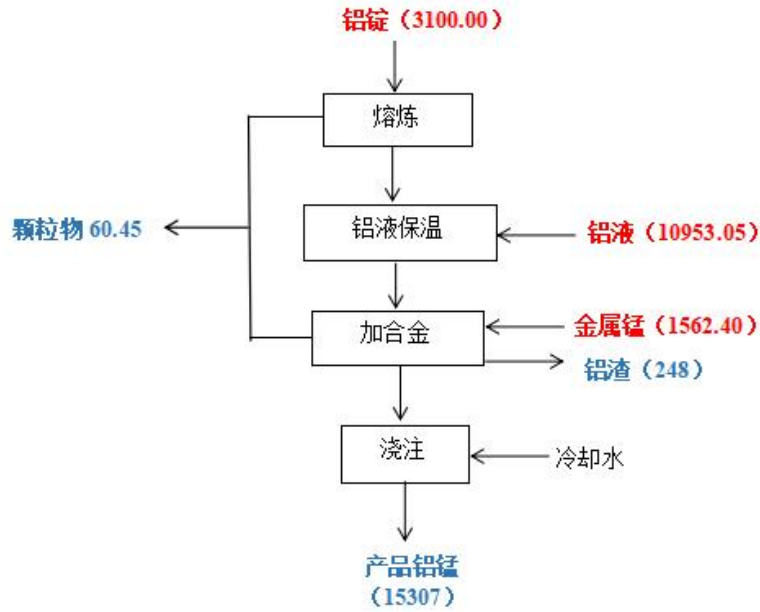 铝锭（3100.00）
熔炼
颗粒物 60.45
铝液保温
铝液（10953.05）
加合金
金属锰（1562.40）
铝渣（248）
浇注
冷却水
产品铝锰
（15307）